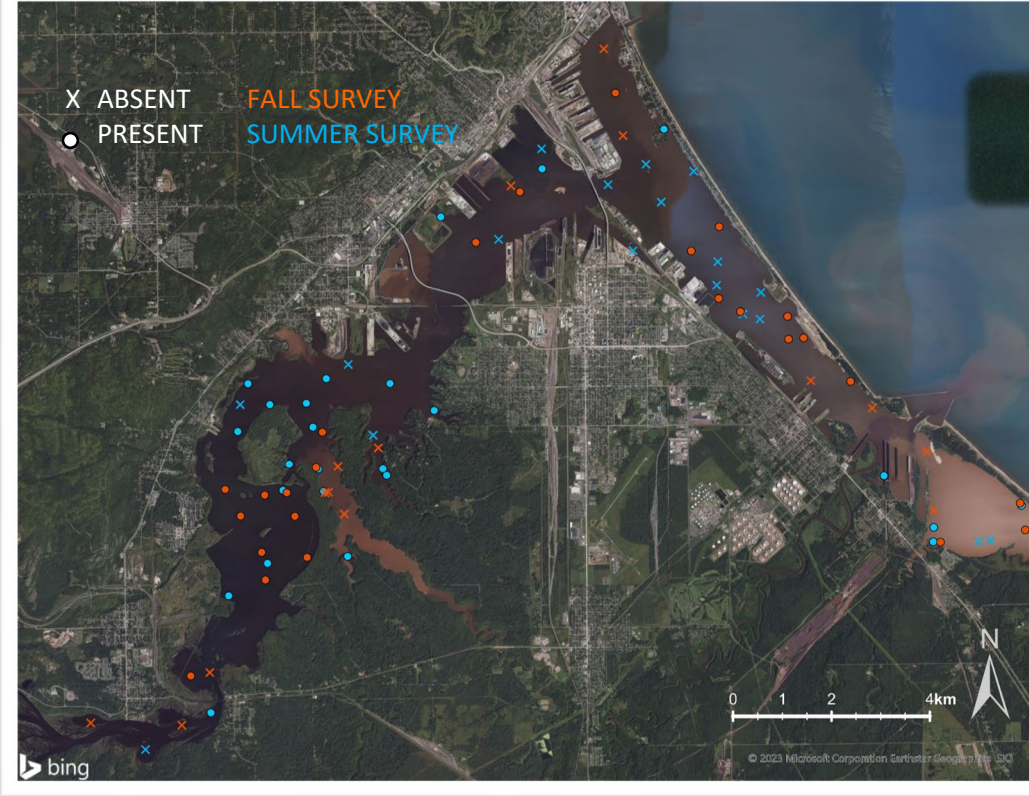 X ABSENT FALL SURVEY
PRESENT SUMMER SURVEY
N
0 1 2 4km
bing
© 2023 Microsoft Corporation Earthstar Geographics SIO